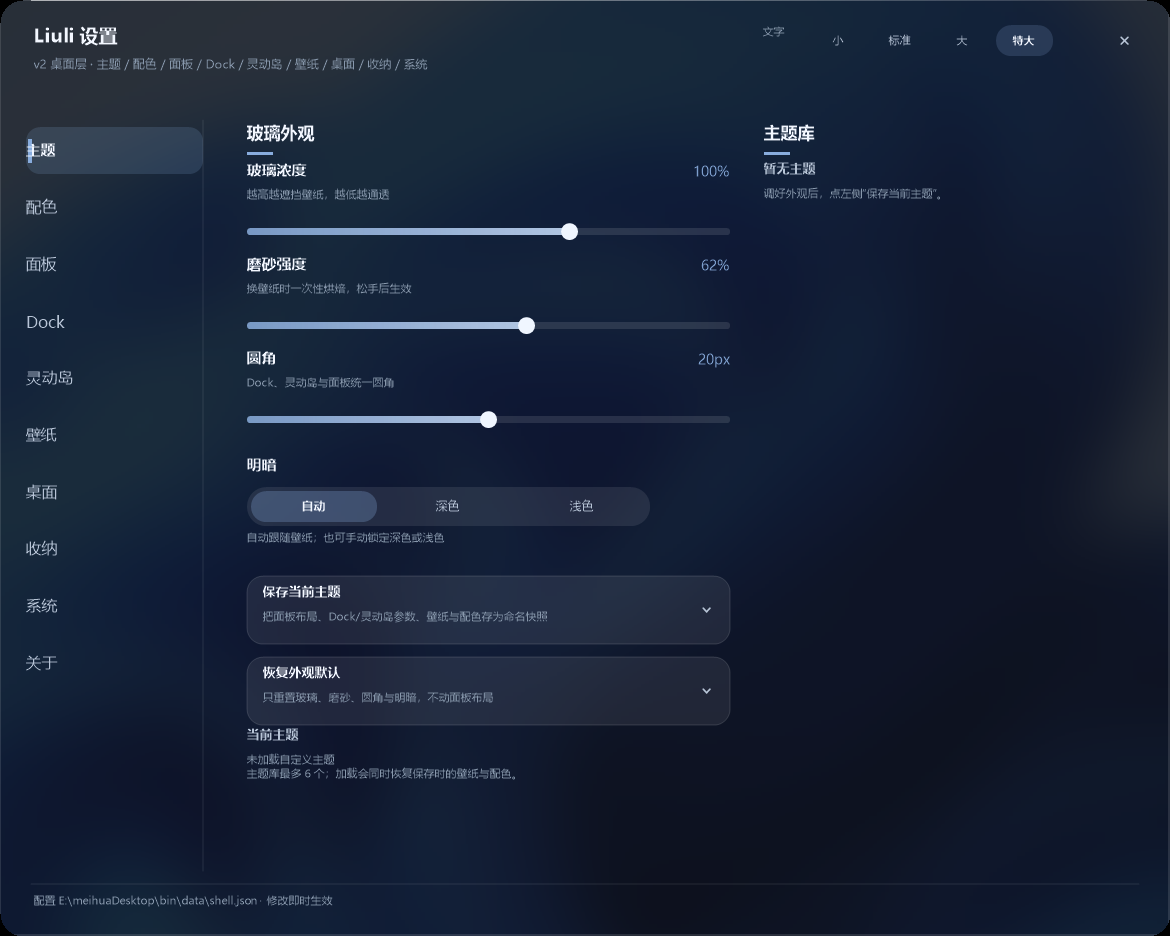 Liuli 设置
文字 小 标准 大 特大 ×
v2 桌面层 · 主题 / 配色 / 面板 / Dock / 灵动岛 / 壁纸 / 桌面 / 收纳 / 系统
主题
配色
面板
Dock
灵动岛
壁纸
桌面
收纳
系统
关于
玻璃外观
玻璃浓度 100%
越高越遮挡壁纸，越低越通透
磨砂强度 62%
换壁纸时一次性烘焙，松手后生效
圆角 20px
Dock、灵动岛与面板统一圆角
明暗
自动 深色 浅色
自动跟随壁纸；也可手动锁定深色或浅色
保存当前主题
把面板布局、Dock/灵动岛参数、壁纸与配色存为命名快照
恢复外观默认
只重置玻璃、磨砂、圆角与明暗，不动面板布局
当前主题
未加载自定义主题
主题库最多 6 个；加载会同时恢复保存时的壁纸与配色。
主题库
暂无主题
调好外观后，点左侧“保存当前主题”。
配置 E:\meihuaDesktop\bin\data\shell.json · 修改即时生效